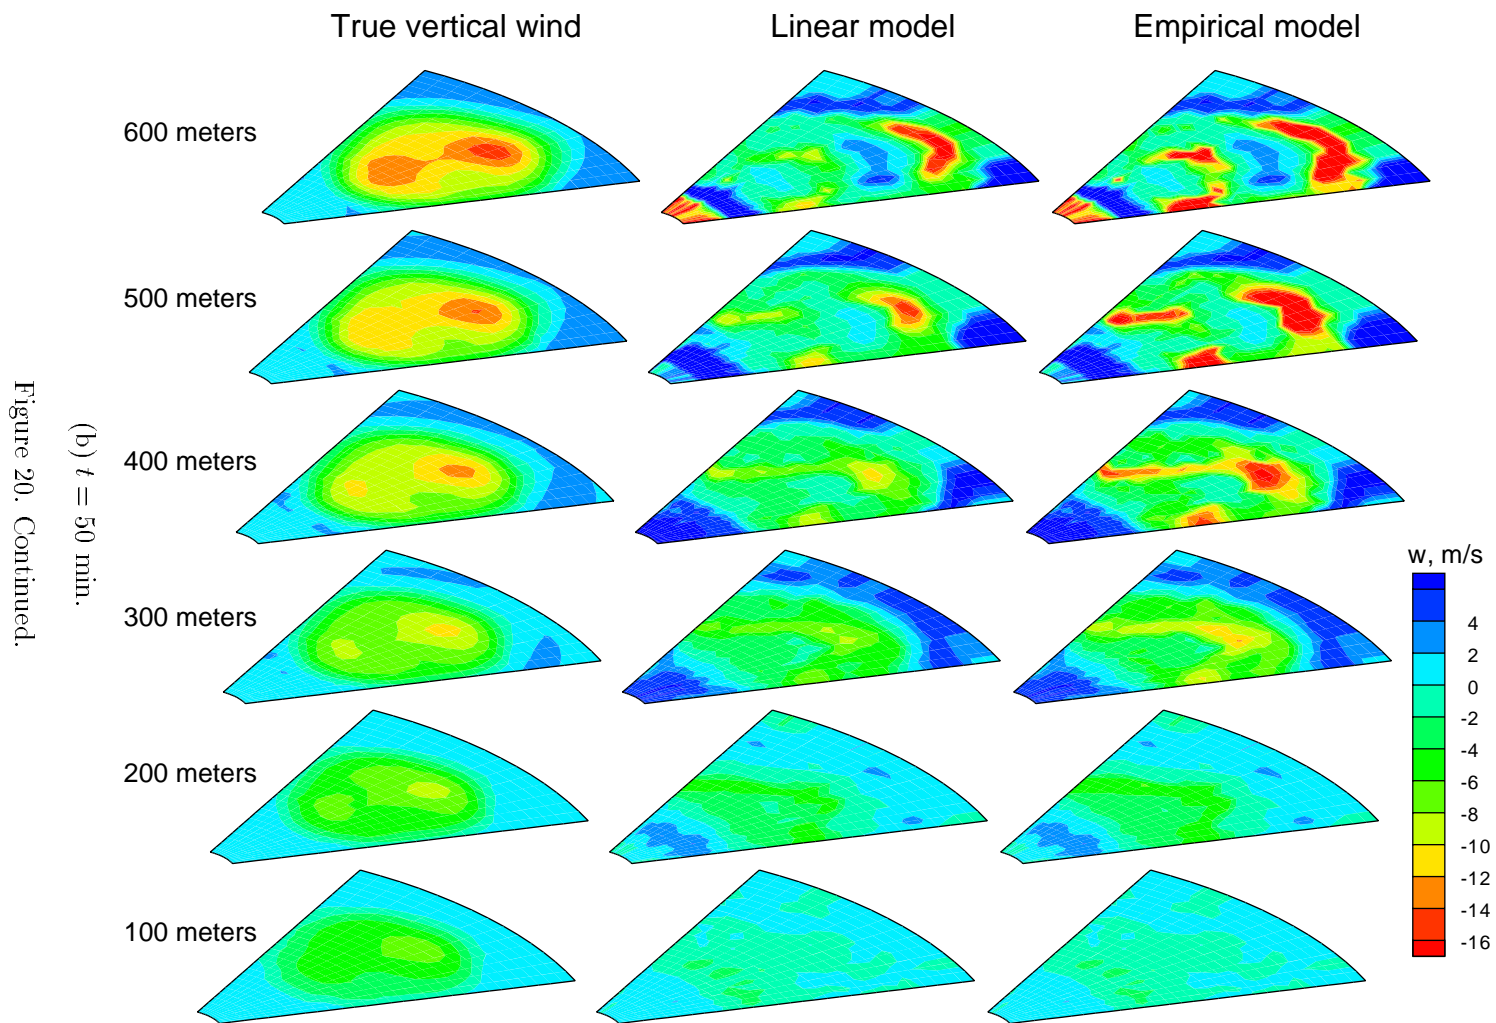 True vertical wind
Linear model
Empirical model
600 meters
500 meters
400 meters
300 meters
200 meters
100 meters
w, m/s
4
2
0
-2
-4
-6
-8
-10
-12
-14
-16
(b) t = 50 min.
Figure 20. Continued.